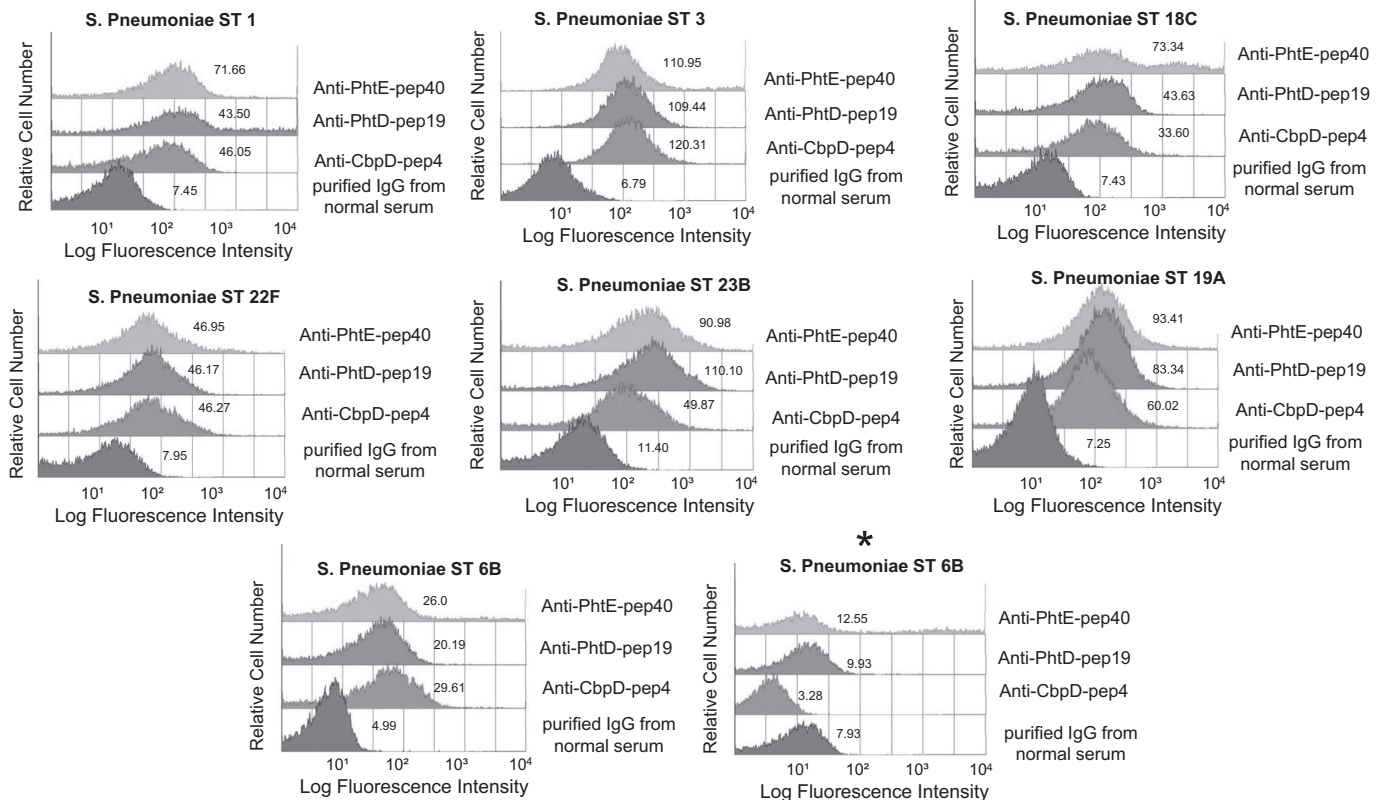 S. Pneumoniae ST 1
Relative Cell Number
71.66
Anti-PhtE-pep40
43.50
Anti-PhtD-pep19
46.05
Anti-CbpD-pep4
7.45
purified IgG from
normal serum
10¹ 10² 10³ 10⁴
Log Fluorescence Intensity
S. Pneumoniae ST 3
Relative Cell Number
110.95
Anti-PhtE-pep40
109.44
Anti-PhtD-pep19
120.31
Anti-CbpD-pep4
6.79
purified IgG from
normal serum
10¹ 10² 10³ 10⁴
Log Fluorescence Intensity
S. Pneumoniae ST 18C
Relative Cell Number
73.34
Anti-PhtE-pep40
43.63
Anti-PhtD-pep19
33.60
Anti-CbpD-pep4
7.43
purified IgG from
normal serum
10¹ 10² 10³ 10⁴
Log Fluorescence Intensity
S. Pneumoniae ST 22F
Relative Cell Number
46.95
Anti-PhtE-pep40
46.17
Anti-PhtD-pep19
46.27
Anti-CbpD-pep4
7.95
purified IgG from
normal serum
10¹ 10² 10³ 10⁴
Log Fluorescence Intensity
S. Pneumoniae ST 23B
Relative Cell Number
90.98
Anti-PhtE-pep40
110.10
Anti-PhtD-pep19
49.87
Anti-CbpD-pep4
11.40
purified IgG from
normal serum
10¹ 10² 10³ 10⁴
Log Fluorescence Intensity
S. Pneumoniae ST 19A
Relative Cell Number
93.41
Anti-PhtE-pep40
83.34
Anti-PhtD-pep19
60.02
Anti-CbpD-pep4
7.25
purified IgG from
normal serum
10¹ 10² 10³ 10⁴
Log Fluorescence Intensity
S. Pneumoniae ST 6B
Relative Cell Number
26.0
Anti-PhtE-pep40
20.19
Anti-PhtD-pep19
29.61
Anti-CbpD-pep4
4.99
purified IgG from
normal serum
10¹ 10² 10³ 10⁴
Log Fluorescence Intensity
*
S. Pneumoniae ST 6B
Relative Cell Number
12.55
Anti-PhtE-pep40
9.93
Anti-PhtD-pep19
3.28
Anti-CbpD-pep4
7.93
purified IgG from
normal serum
10¹ 10² 10³ 10⁴
Log Fluorescence Intensity